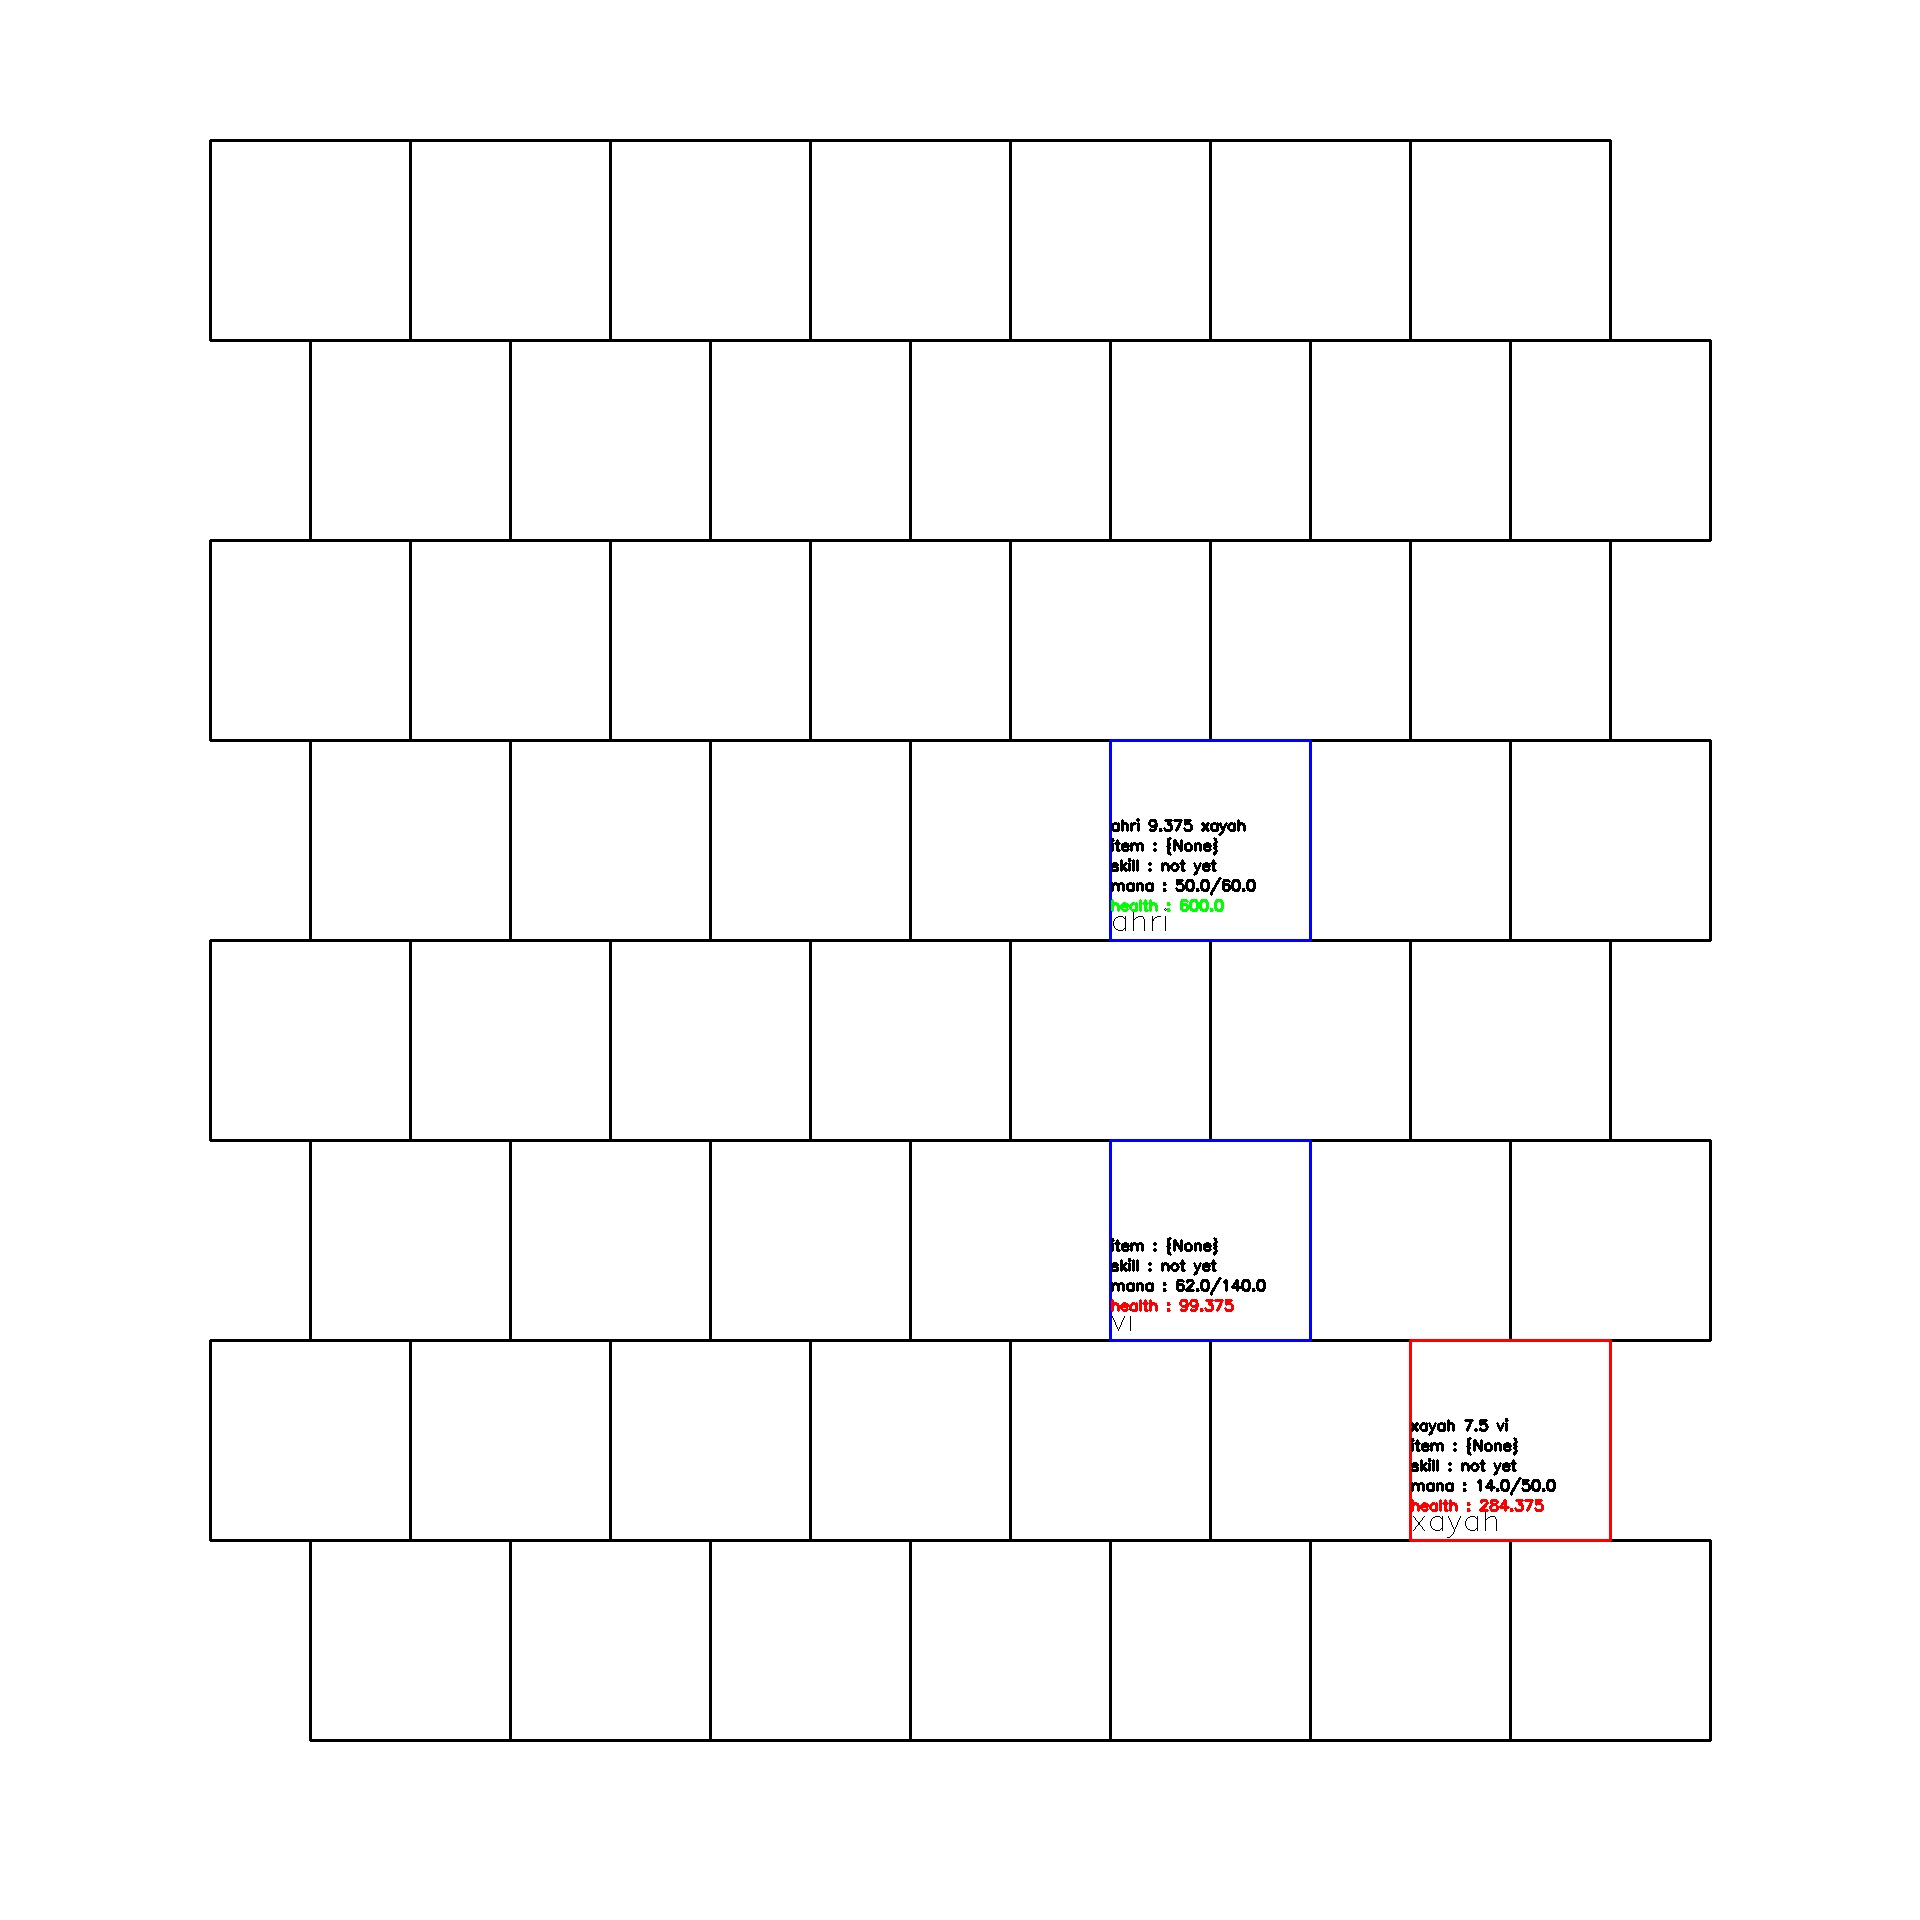 ahri 9.375 xayah
item : {None}
skill : not yet
mana : 50.0/60.0
health : 600.0
ahri
item : {None}
skill : not yet
mana : 62.0/140.0
health : 99.375
vi
xayah 7.5 vi
item : {None}
skill : not yet
mana : 14.0/50.0
health : 284.375
xayah